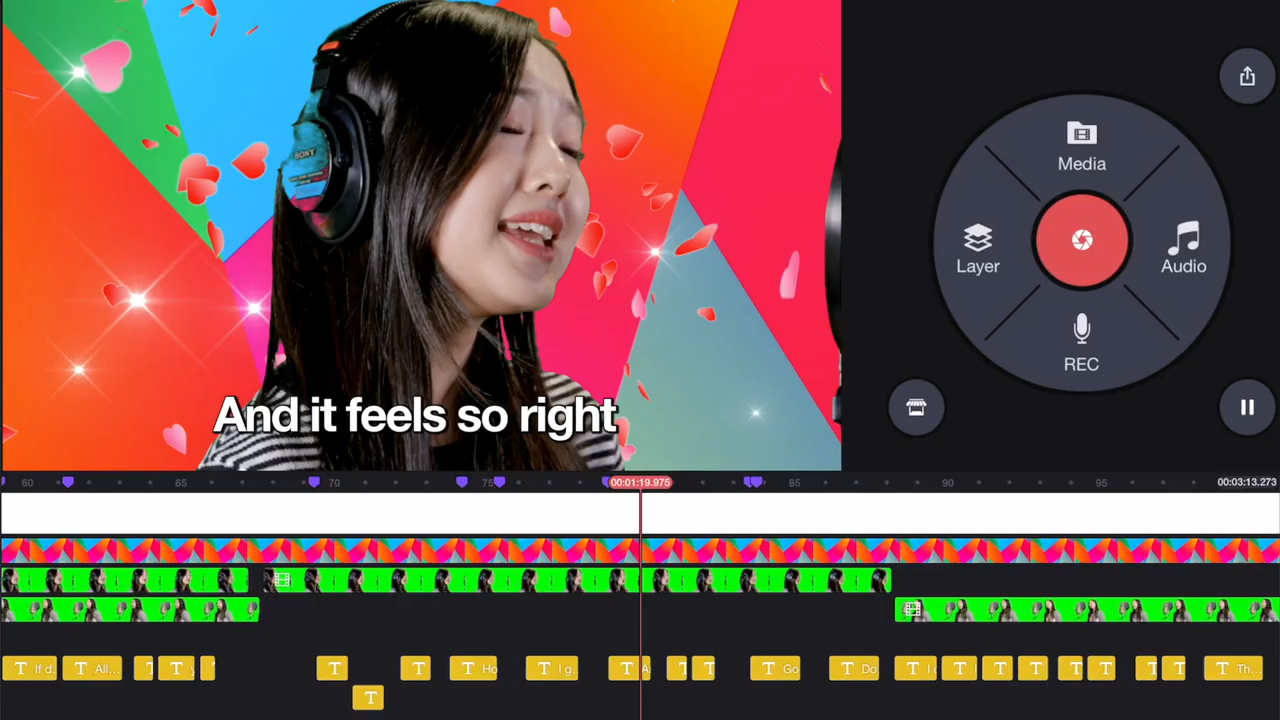 SONY
And it feels so right
Media
Layer
Audio
REC
60
65
70
75
00:01:19.975
85
90
95
00:03:13.273
T If d
T All...
T
T
T
T Ho
T I g.
T A
T
T
T Go
T Do
T
T
T
T
T
T
T
T
T Th...
T